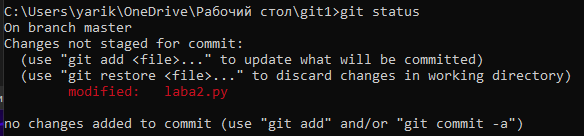 C:\Users\yarik\OneDrive\Рабочий стол\git1>git status
On branch master
Changes not staged for commit:
  (use "git add <file>..." to update what will be committed)
  (use "git restore <file>..." to discard changes in working directory)
        modified:   laba2.py

no changes added to commit (use "git add" and/or "git commit -a")